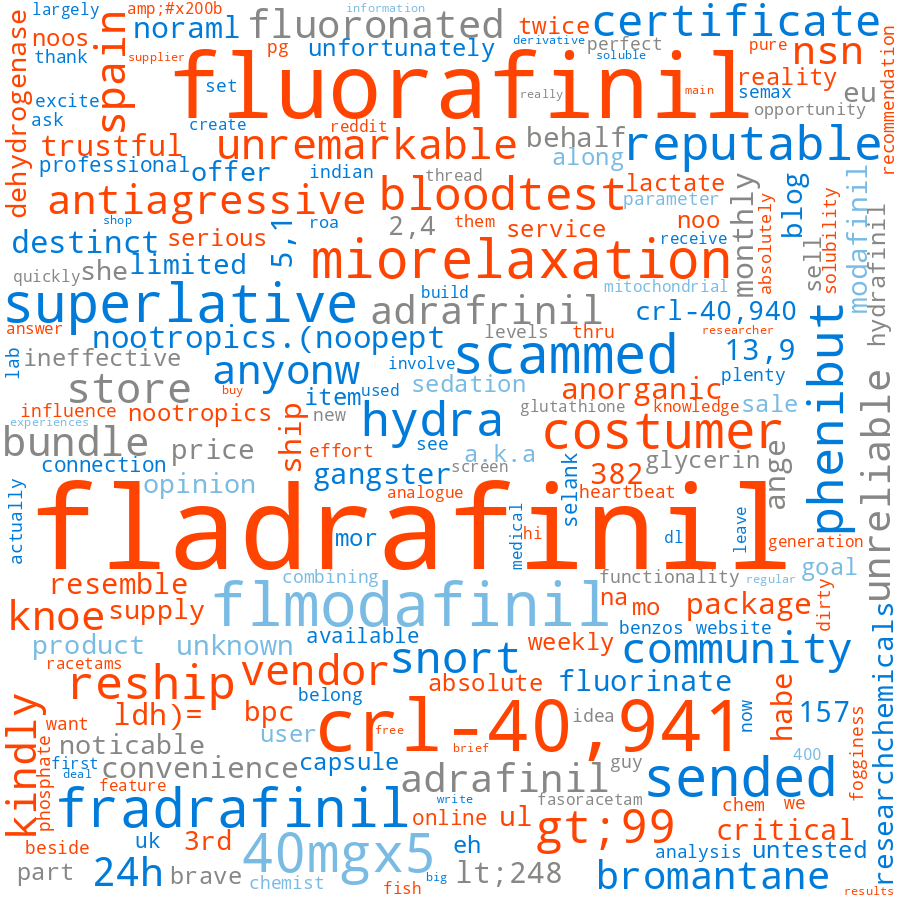 largely
amp;#x200b
information
certificate
noraml
fluoronated
twice
noos
unfortunately
derivative
perfect
pure
nsn
thank
supplier
pg
soluble
spain
fluorafinil
main
reality
dehydrogenase
set
really
semax
eu
excite
opportunity
recommendation
ask
create
reddit
trustful
unremarkable
behalf
reputable
professional
offer
indian
along
thread
lactate
antiagressive
bloodtest
parameter
monthly
modafinil
blog
absolutely
solubility
shop
roa
2,4
them
noo
destinct
serious
5,1
service
receive
hydrafinil
sell
quickly
she
limited
miorelaxation
build
mitochondrial
superlative
adrafrinil
crl-40,940
answer
nootropics.(noopept
levels
thru
researcher
phenibut
lab
ineffective
anyonw
involve
scammed
13,9
plenty
store
buy
item
used
sedation
anorganic
influence
nootropics
new
hydra
glutathione
knowledge
sale
experiences
ship
costumer
bundle
price
effort
see
a.k.a
unreliable
connection
gangster
screen
selank
382
glycerin
ange
actually
opinion
analogue
heartbeat
fladrafinil
mor
medical
hi
dl
leave
generation
resemble
combining
functionality
regular
goal
flmodafinil
na
mo
package
dirty
knoe
supply
benzos
website
product
unknown
available
weekly
community
researchchemicals
racetams
reship
vendor
snort
absolute
fluorinate
kindly
belong
want
ldh)=
bpc
crl-40,941
idea
now
habe
157
user
free
noticable
brief
phosphate
first
convenience
capsule
guy
400
fogginess
deal
feature
adrafinil
sended
fradrafinil
write
fasoracetam
chem
we
online
ul
gt;99
critical
beside
uk
3rd
40mgx5
eh
analysis
untested
part
24h
brave
chemist
big
lt;248
bromantane
fish
results